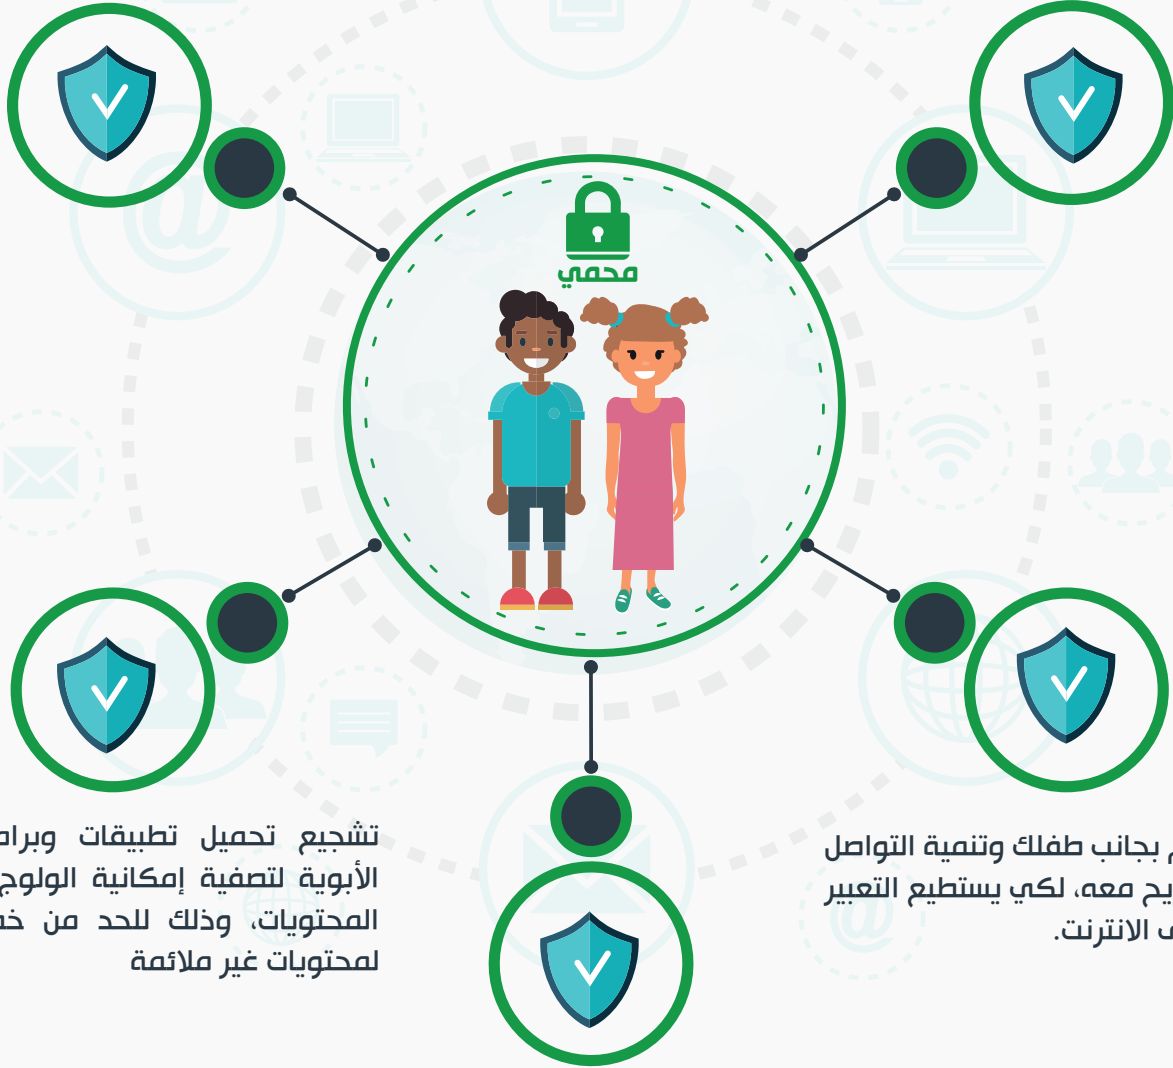 محمي
بجانب طفلك وتنمية التواصل
معه، لكي يستطيع التعبير
الانترنت.
تشجيع تحميل تطبيقات
الأبوية لتصفية إمكانية الولوج
المحتويات، وذلك للحد من
لمحتويات غير ملائمة